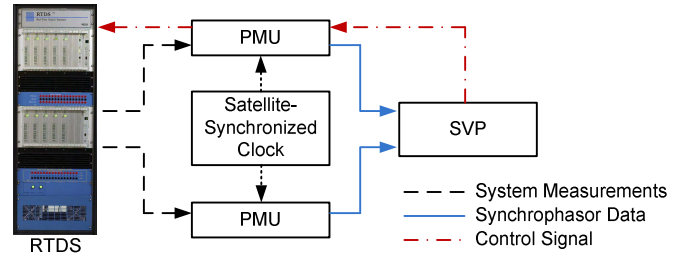 RTDS
PMU
Satellite-
Synchronized
Clock
SVP
PMU
System Measurements
Synchrophasor Data
Control Signal
RTDS